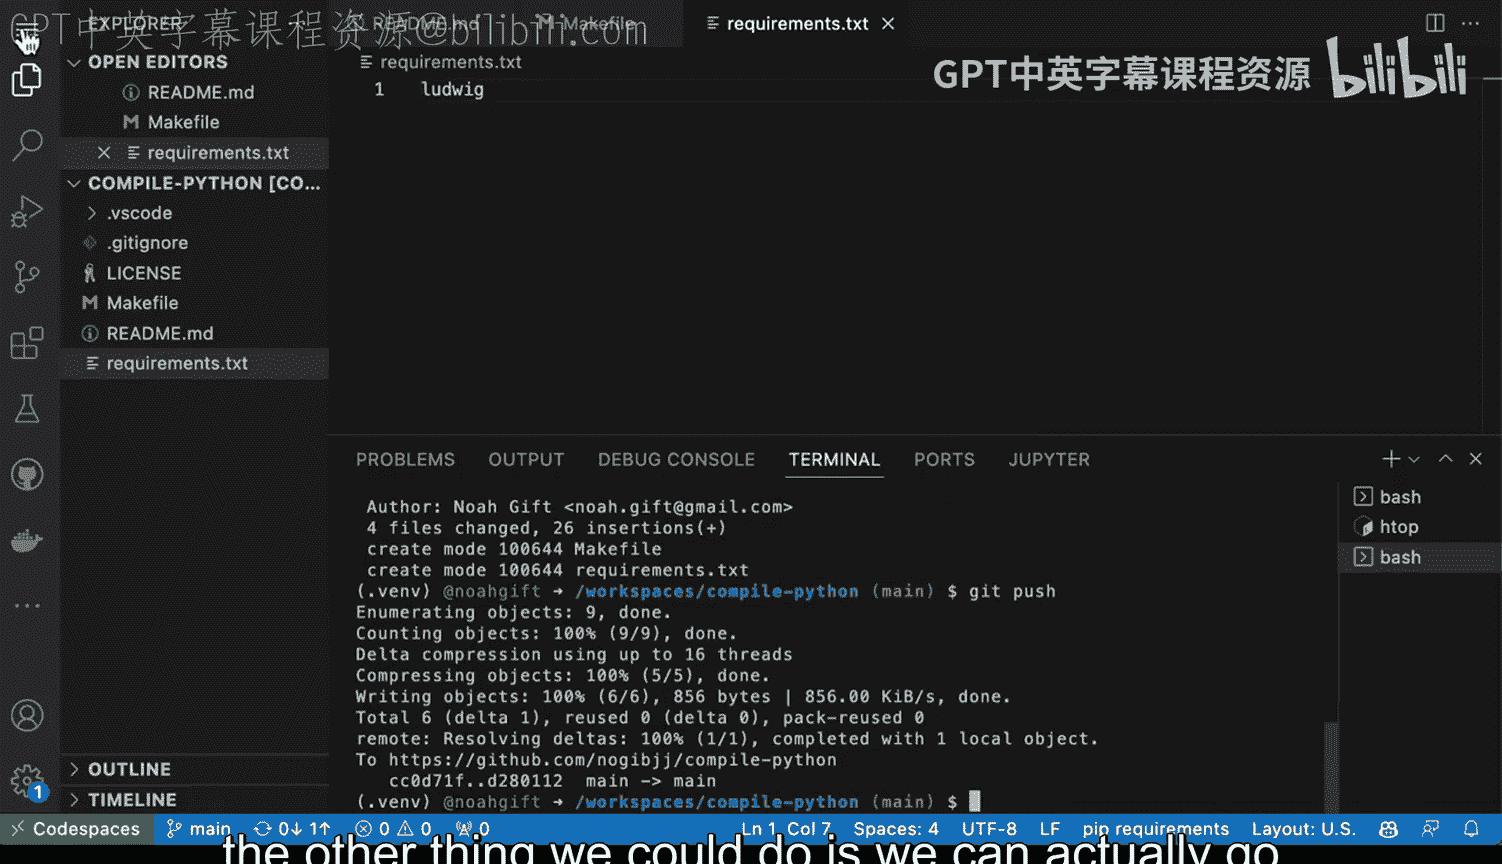 GPT中英字幕课程资源@bilibili.com
EXPLORER
README.md
Makefile
requirements.txt
GPT中英字幕课程资源 bilibili
OPEN EDITORS
README.md
Makefile
requirements.txt
COMPILE-PYTHON [CO...
.vscode
.gitignore
LICENSE
Makefile
README.md
requirements.txt
OUTLINE
TIMELINE
requirements.txt
1 ludwig
PROBLEMS OUTPUT DEBUG CONSOLE TERMINAL PORTS JUPYTER
Author: Noah Gift <noah.gift@gmail.com>
4 files changed, 26 insertions(+)
create mode 100644 Makefile
create mode 100644 requirements.txt
(.venv) @noahgift → /workspaces/compile-python (main) $ git push
Enumerating objects: 9, done.
Counting objects: 100% (9/9), done.
Delta compression using up to 16 threads
Compressing objects: 100% (5/5), done.
Writing objects: 100% (6/6), 856 bytes | 856.00 KiB/s, done.
Total 6 (delta 1), reused 0 (delta 0), pack-reused 0
remote: Resolving deltas: 100% (1/1), completed with 1 local object.
To https://github.com/nogibjj/compile-python
cc0d71f..d280112 main -> main
(.venv) @noahgift → /workspaces/compile-python (main) $
bash
htop
bash
1
Codespaces main 0↓ 1↑ 0 0 0 Ln 1, Col 7 Spaces: 4 UTF-8 LF pip requirements Layout: U.S.
the other thing we could do is we can actually go